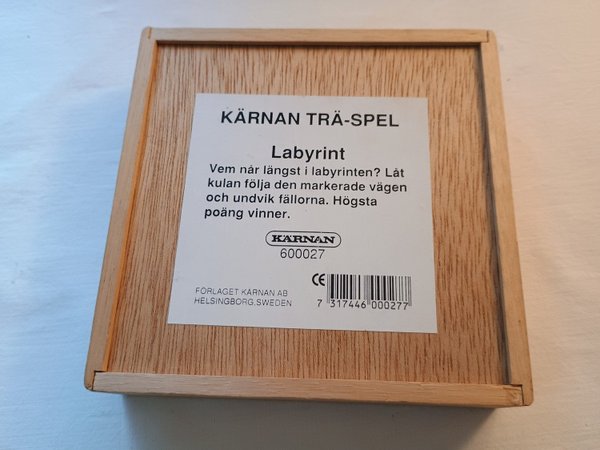 KÄRNAN TRÄ-SPEL
Labyrint
Vem når längst i labyrinten? Låt
kulan följa den markerade vägen
och undvik fällorna. Högsta
poäng vinner.
KÄRNAN
600027
CE
FÖRLAGET KÄRNAN AB
HELSINGBORG,SWEDEN
7 317446 000277